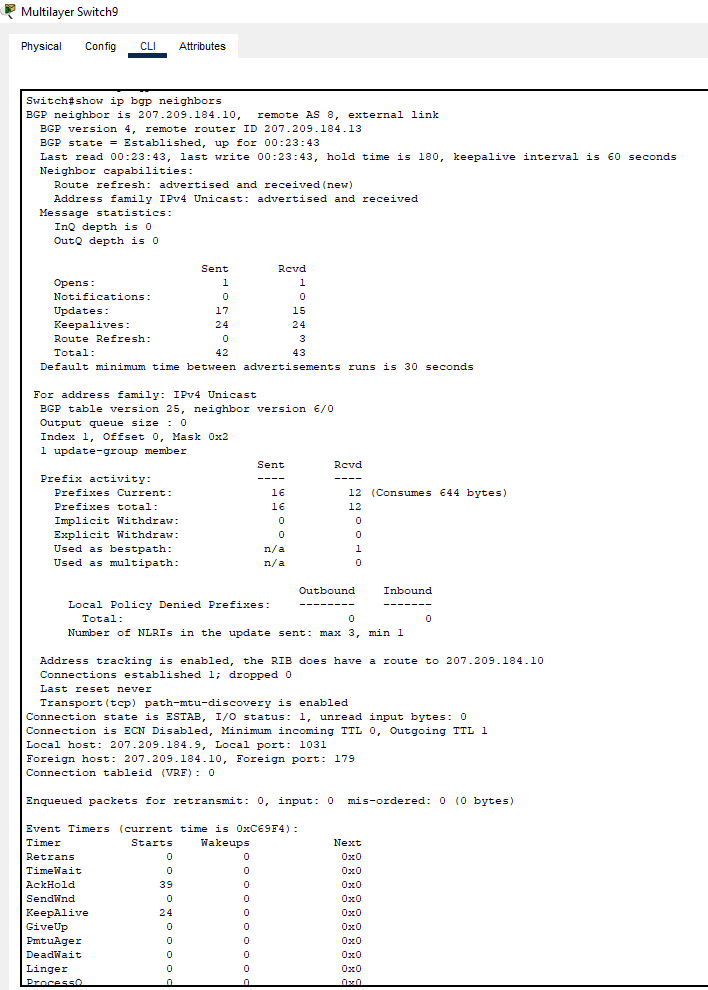 Multilayer Switch9
Physical Config CLI Attributes
Switch#show ip bgp neighbors
BGP neighbor is 207.209.184.10, remote AS 8, external link
BGP version 4, remote router ID 207.209.184.13
BGP state = Established, up for 00:23:43
Last read 00:23:43, last write 00:23:43, hold time is 180, keepalive interval is 60 seconds
Neighbor capabilities:
Route refresh: advertised and received(new)
Address family IPv4 Unicast: advertised and received
Message statistics:
InQ depth is 0
OutQ depth is 0
Sent Rcvd
Opens: 1 1
Notifications: 0 0
Updates: 17 15
Keepalives: 24 24
Route Refresh: 0 3
Total: 42 43
Default minimum time between advertisements runs is 30 seconds
For address family: IPv4 Unicast
BGP table version 25, neighbor version 6/0
Output queue size : 0
Index 1, Offset 0, Mask 0x2
1 update-group member
Sent Rcvd
Prefix activity: ---- ----
Prefixes Current: 16 12 (Consumes 644 bytes)
Prefixes total: 16 12
Implicit Withdraw: 0 0
Explicit Withdraw: 0 0
Used as bestpath: n/a 1
Used as multipath: n/a 0
Outbound Inbound
Local Policy Denied Prefixes: -------- -------
Total: 0 0
Number of NLRIs in the update sent: max 3, min 1
Address tracking is enabled, the RIB does have a route to 207.209.184.10
Connections established 1; dropped 0
Last reset never
Transport(tcp) path-mtu-discovery is enabled
Connection state is ESTAB, I/O status: 1, unread input bytes: 0
Connection is ECN Disabled, Minimum incoming TTL 0, Outgoing TTL 1
Local host: 207.209.184.9, Local port: 1031
Foreign host: 207.209.184.10, Foreign port: 179
Connection tableid (VRF): 0
Enqueued packets for retransmit: 0, input: 0 mis-ordered: 0 (0 bytes)
Event Timers (current time is 0xC69F4):
Timer Starts Wakeups Next
Retrans 0 0 0x0
TimeWait 0 0 0x0
AckHold 39 0 0x0
SendWnd 0 0 0x0
KeepAlive 24 0 0x0
GiveUp 0 0 0x0
PmtuAger 0 0 0x0
DeadWait 0 0 0x0
Linger 0 0 0x0
ProcessQ 0 0 0x0